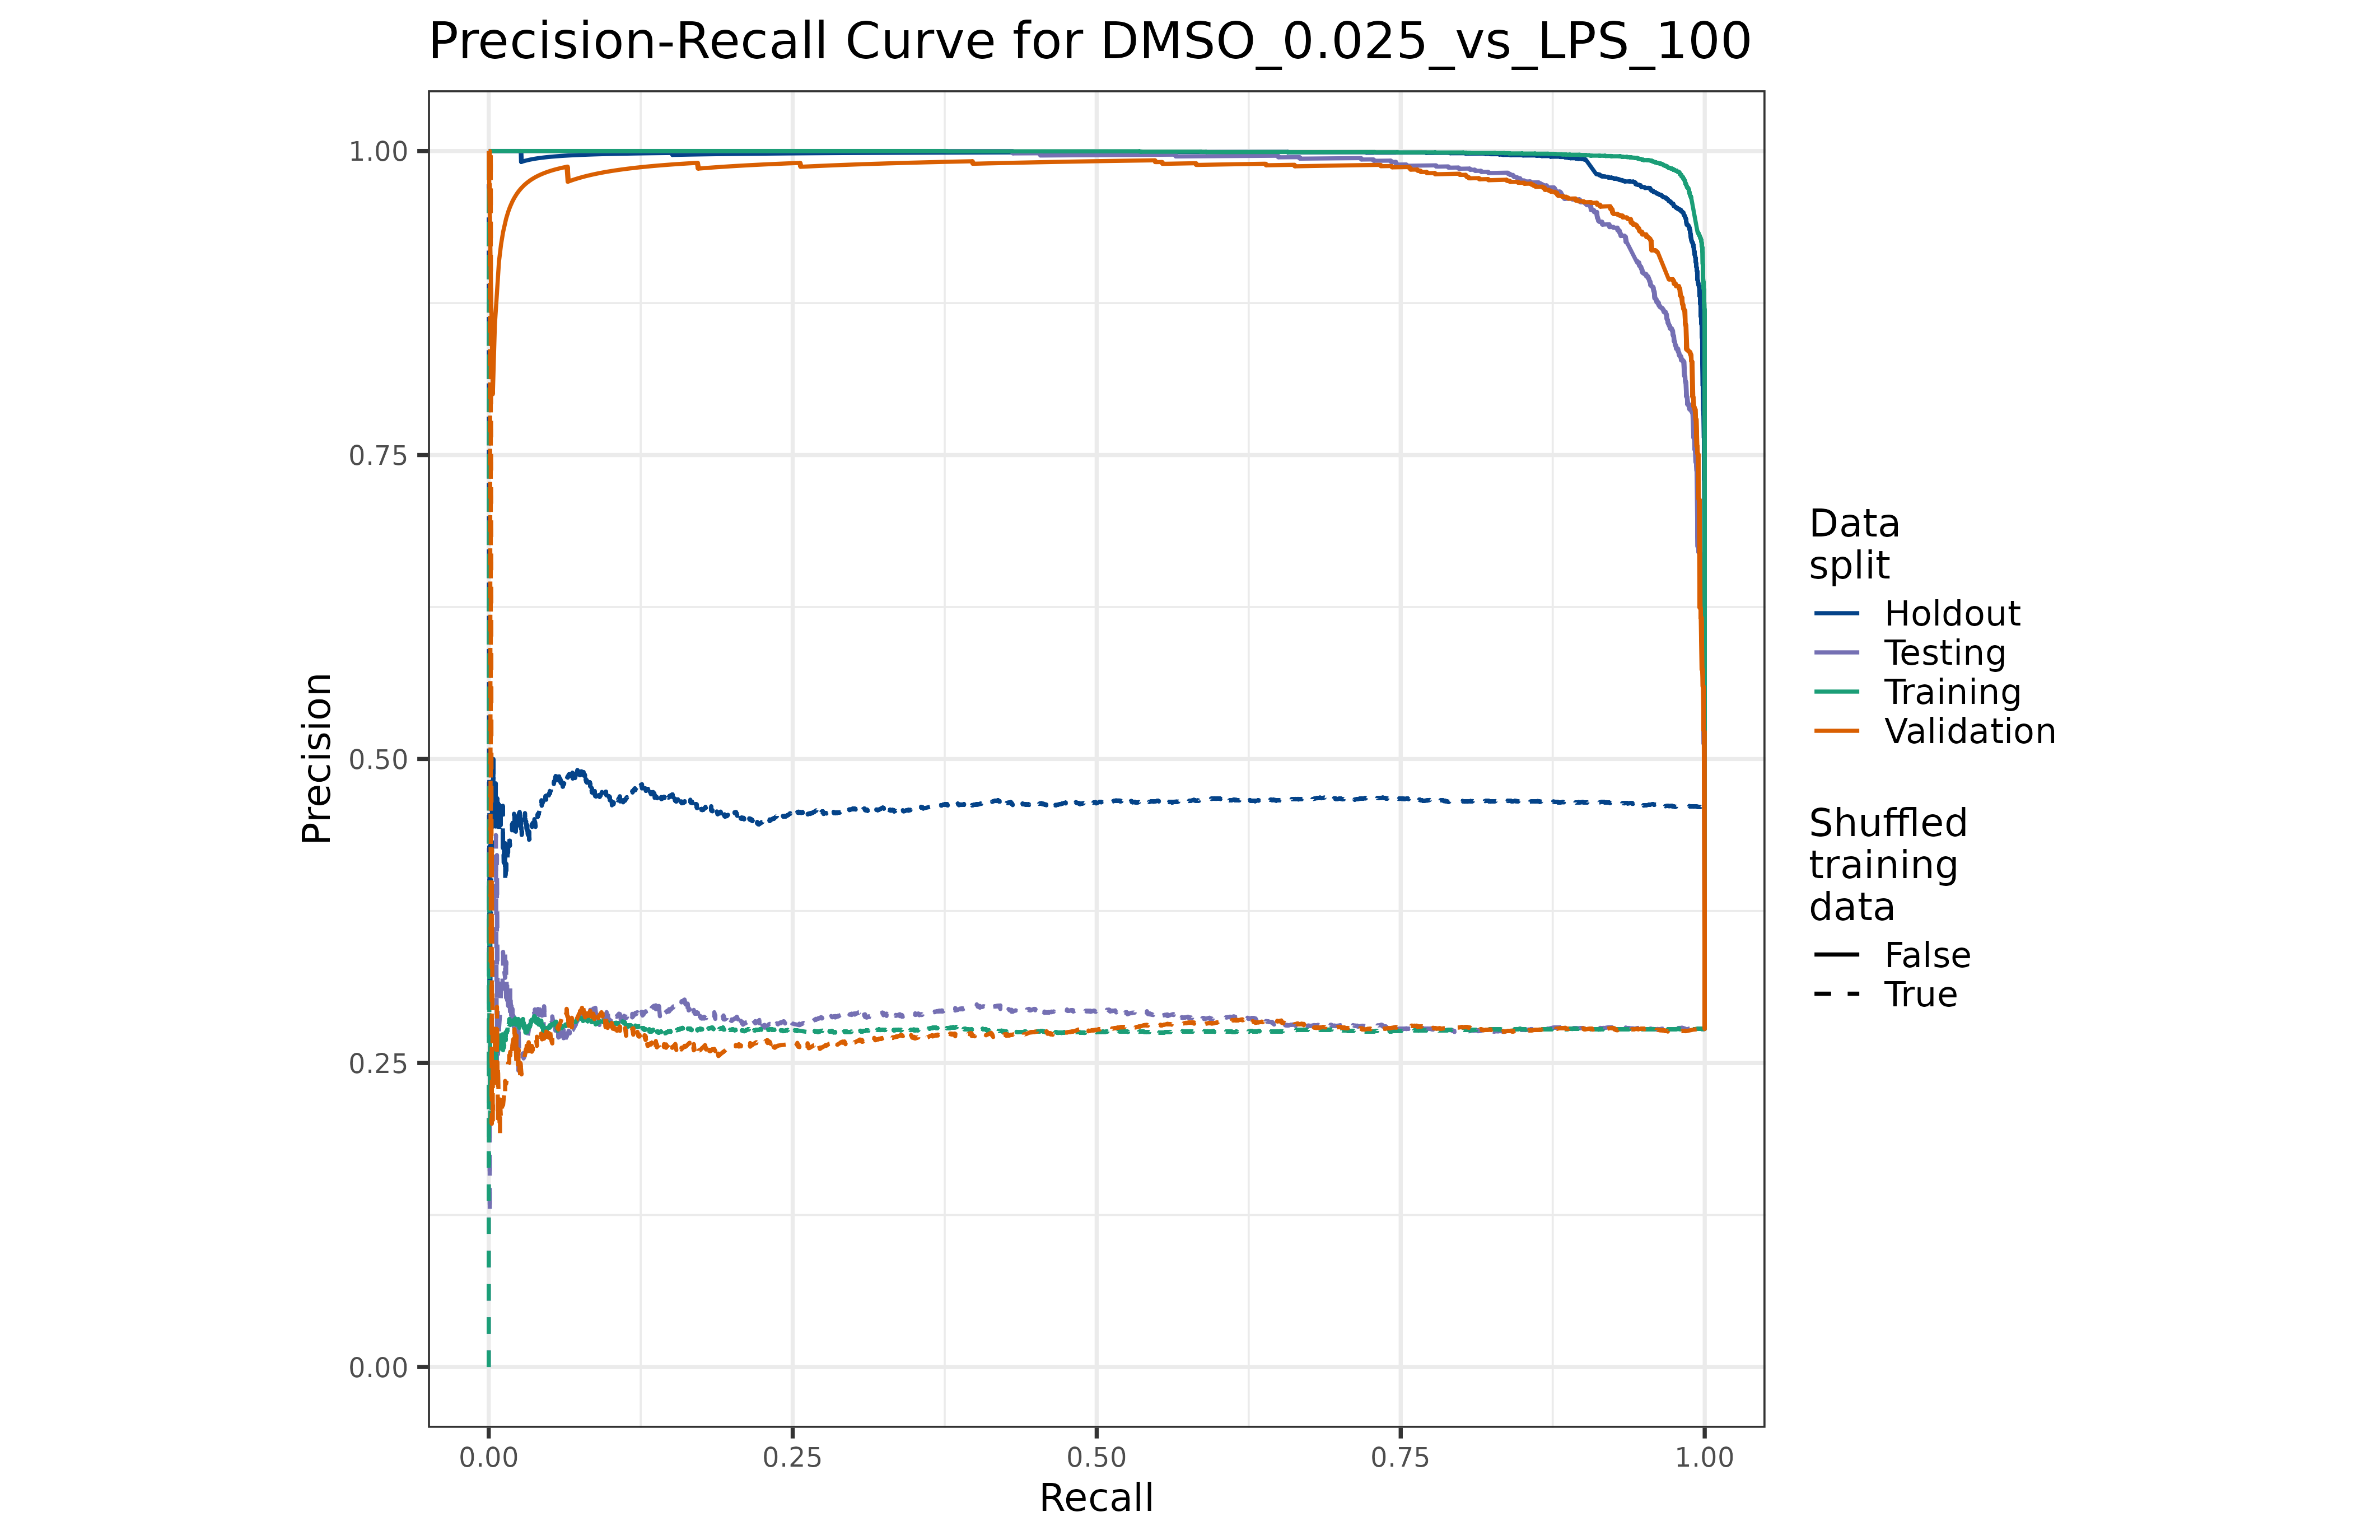 Precision-Recall Curve for DMSO_0.025_vs_LPS_100
1.00
0.75
0.50
0.25
0.00
Precision
0.00 0.25 0.50 0.75 1.00
Recall
Data
split
Holdout
Testing
Training
Validation
Shuffled
training
data
False
True